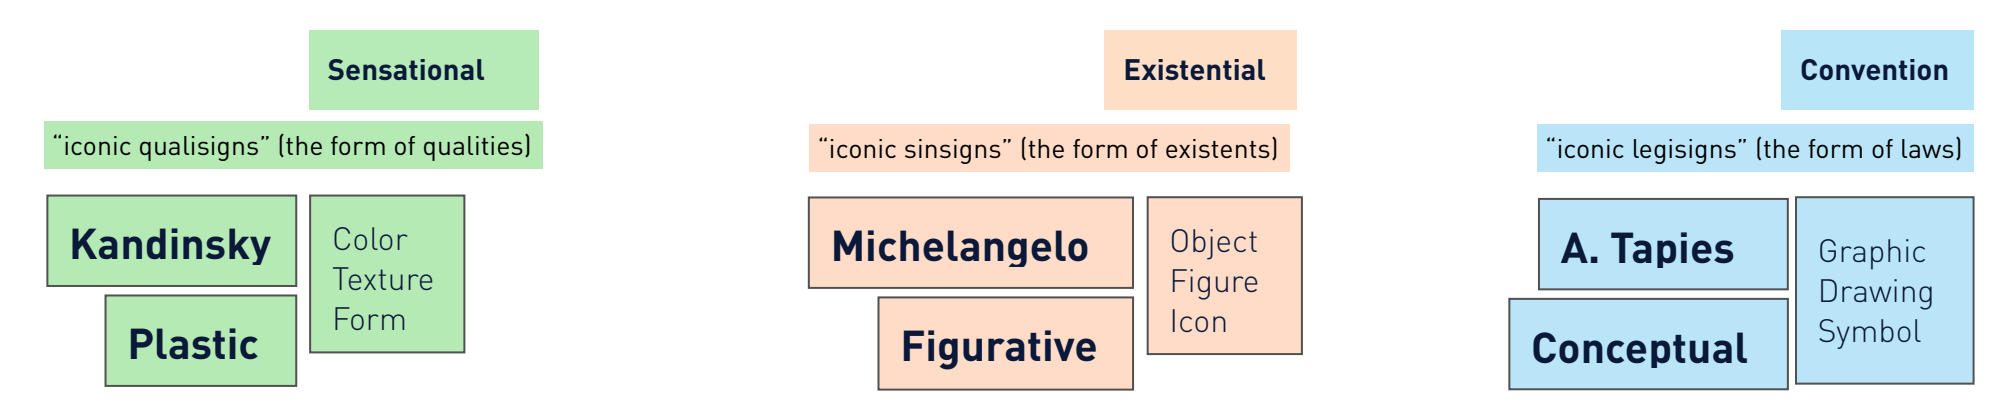 Sensational
“iconic qualisigns” (the form of qualities)
Kandinsky
Plastic
Color
Texture
Form
Existential
“iconic sinsigns” (the form of existents)
Michelangelo
Figurative
Object
Figure
Icon
Convention
“iconic legisigns” (the form of laws)
A. Tapies
Conceptual
Graphic
Drawing
Symbol